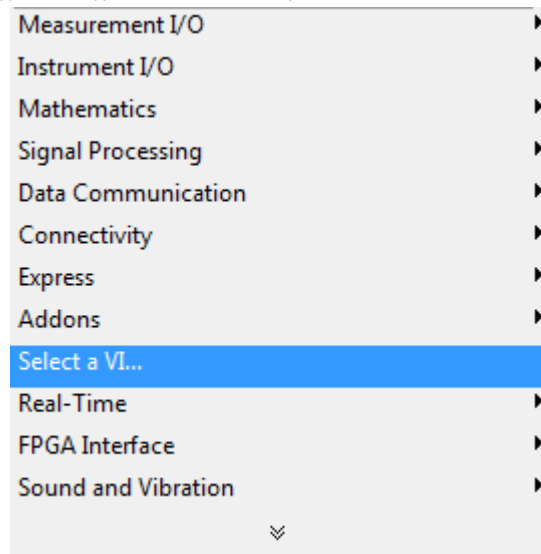 Measurement I/O
Instrument I/O
Mathematics
Signal Processing
Data Communication
Connectivity
Express
Addons
Select a VI...
Real-Time
FPGA Interface
Sound and Vibration